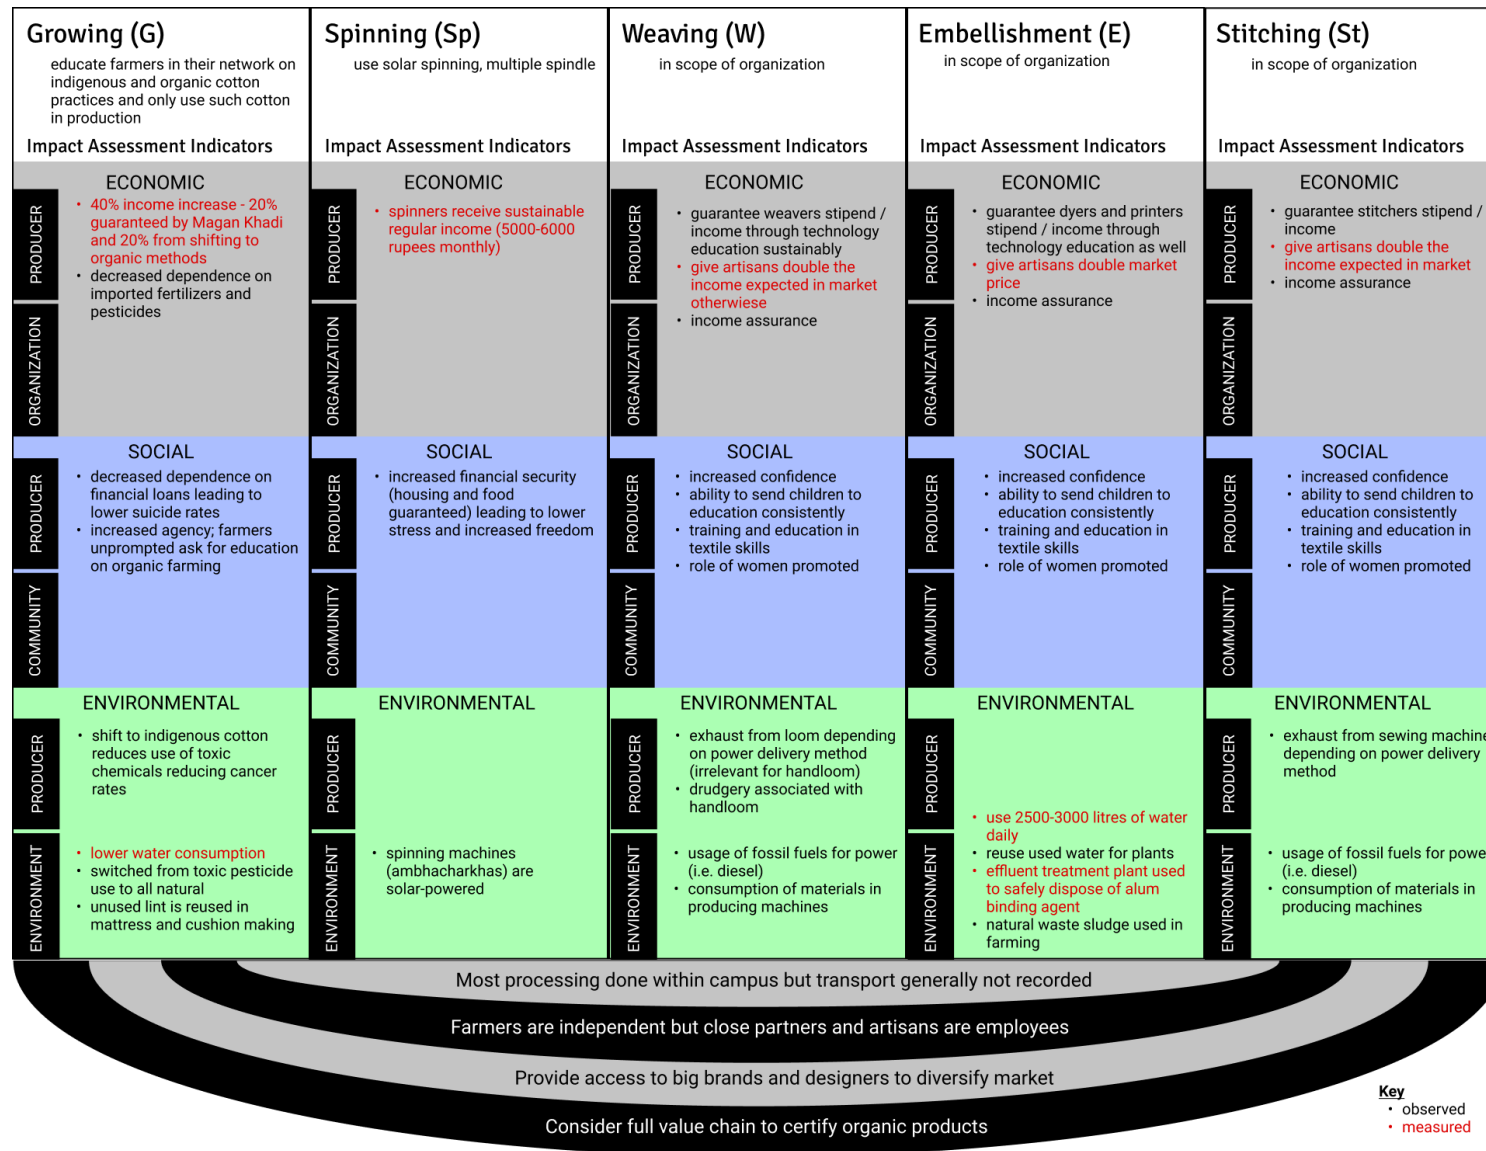 Growing (G)
educate farmers in their network on
indigenous and organic cotton
practices and only use such cotton
in production
Impact Assessment Indicators
ECONOMIC
PRODUCER
• 40% income increase - 20%
guaranteed by Magan Khadi
and 20% from shifting to
organic methods
• decreased dependence on
imported fertilizers and
pesticides
ORGANIZATION
SOCIAL
PRODUCER
• decreased dependence on
financial loans leading to
lower suicide rates
• increased agency; farmers
unprompted ask for education
on organic farming
COMMUNITY
ENVIRONMENTAL
PRODUCER
• shift to indigenous cotton
reduces use of toxic
chemicals reducing cancer
rates
ENVIRONMENT
• lower water consumption
• switched from toxic pesticide
use to all natural
• unused lint is reused in
mattress and cushion making
Spinning (Sp)
use solar spinning, multiple spindle
Impact Assessment Indicators
ECONOMIC
PRODUCER
• spinners receive sustainable
regular income (5000-6000
rupees monthly)
ORGANIZATION
SOCIAL
PRODUCER
• increased financial security
(housing and food
guaranteed) leading to lower
stress and increased freedom
COMMUNITY
ENVIRONMENTAL
PRODUCER
ENVIRONMENT
• spinning machines
(ambhacharkhas) are
solar-powered
Weaving (W)
in scope of organization
Impact Assessment Indicators
ECONOMIC
PRODUCER
• guarantee weavers stipend /
income through technology
education sustainably
• give artisans double the
income expected in market
otherwiese
• income assurance
ORGANIZATION
SOCIAL
PRODUCER
• increased confidence
• ability to send children to
education consistently
• training and education in
textile skills
• role of women promoted
COMMUNITY
ENVIRONMENTAL
PRODUCER
• exhaust from loom depending
on power delivery method
(irrelevant for handloom)
• drudgery associated with
handloom
ENVIRONMENT
• usage of fossil fuels for power
(i.e. diesel)
• consumption of materials in
producing machines
Embellishment (E)
in scope of organization
Impact Assessment Indicators
ECONOMIC
PRODUCER
• guarantee dyers and printers
stipend / income through
technology education as well
• give artisans double market
price
• income assurance
ORGANIZATION
SOCIAL
PRODUCER
• increased confidence
• ability to send children to
education consistently
• training and education in
textile skills
• role of women promoted
COMMUNITY
ENVIRONMENTAL
PRODUCER
ENVIRONMENT
• use 2500-3000 litres of water
daily
• reuse used water for plants
• effluent treatment plant used
to safely dispose of alum
binding agent
• natural waste sludge used in
farming
Stitching (St)
in scope of organization
Impact Assessment Indicators
ECONOMIC
PRODUCER
• guarantee stitchers stipend /
income
• give artisans double the
income expected in market
• income assurance
ORGANIZATION
SOCIAL
PRODUCER
• increased confidence
• ability to send children to
education consistently
• training and education in
textile skills
• role of women promoted
COMMUNITY
ENVIRONMENTAL
PRODUCER
• exhaust from sewing machine
depending on power delivery
method
ENVIRONMENT
• usage of fossil fuels for powe
(i.e. diesel)
• consumption of materials in
producing machines
Most processing done within campus but transport generally not recorded
Farmers are independent but close partners and artisans are employees
Provide access to big brands and designers to diversify market
Consider full value chain to certify organic products
Key
• observed
• measured